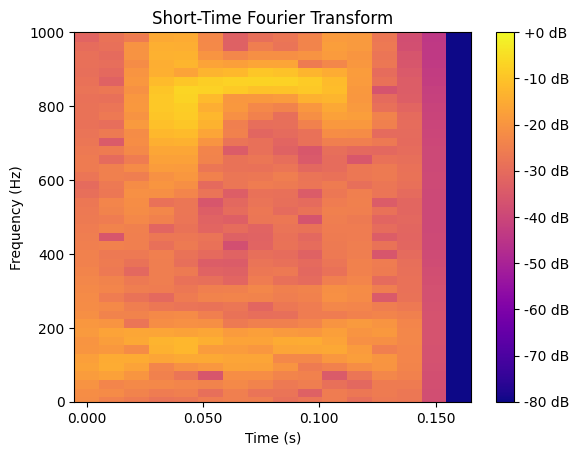 Short-Time Fourier Transform
1000
800
600
400
200
0
Frequency (Hz)
0.000
0.050
0.100
0.150
Time (s)
+0 dB
-10 dB
-20 dB
-30 dB
-40 dB
-50 dB
-60 dB
-70 dB
-80 dB